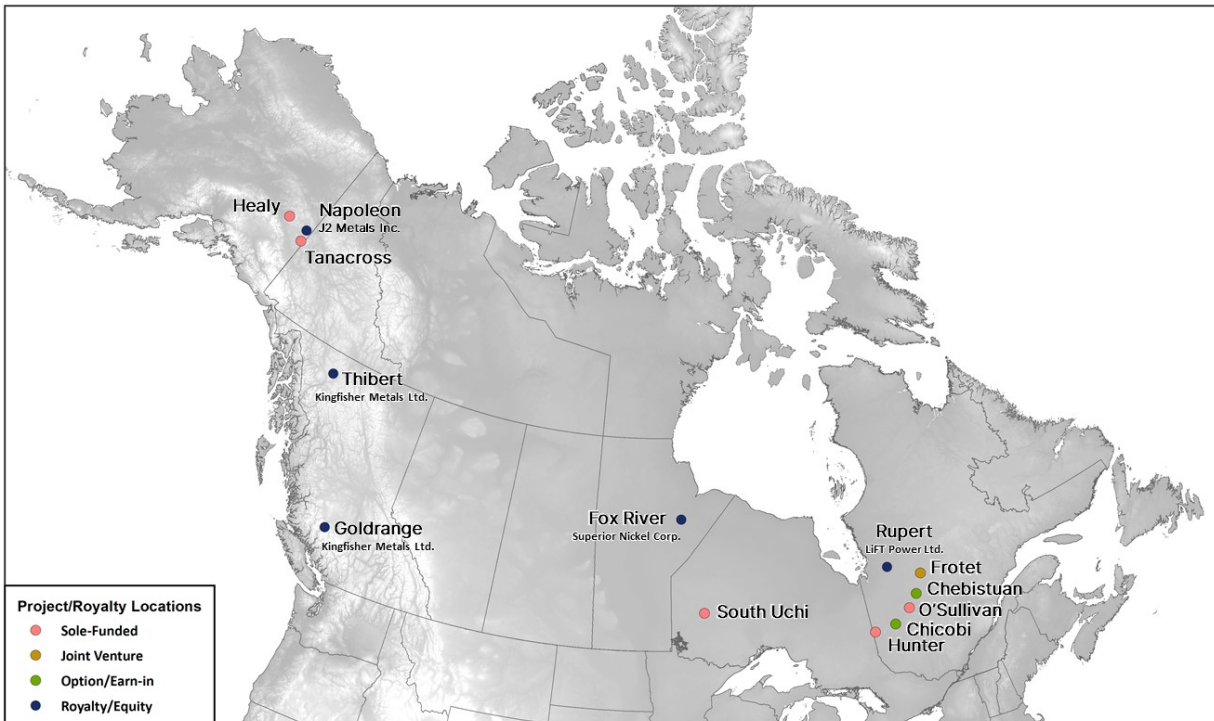 Healy
Napoleon
J2 Metals Inc.
Tanacross
Thibert
Kingfisher Metals Ltd.
Goldrange
Kingfisher Metals Ltd.
Fox River
Superior Nickel Corp.
Rupert
LiFT Power Ltd.
Frotet
Chebistuan
O'Sullivan
South Uchi
Chicobi
Hunter
Project/Royalty Locations
Sole-Funded
Joint Venture
Option/Earn-in
Royalty/Equity